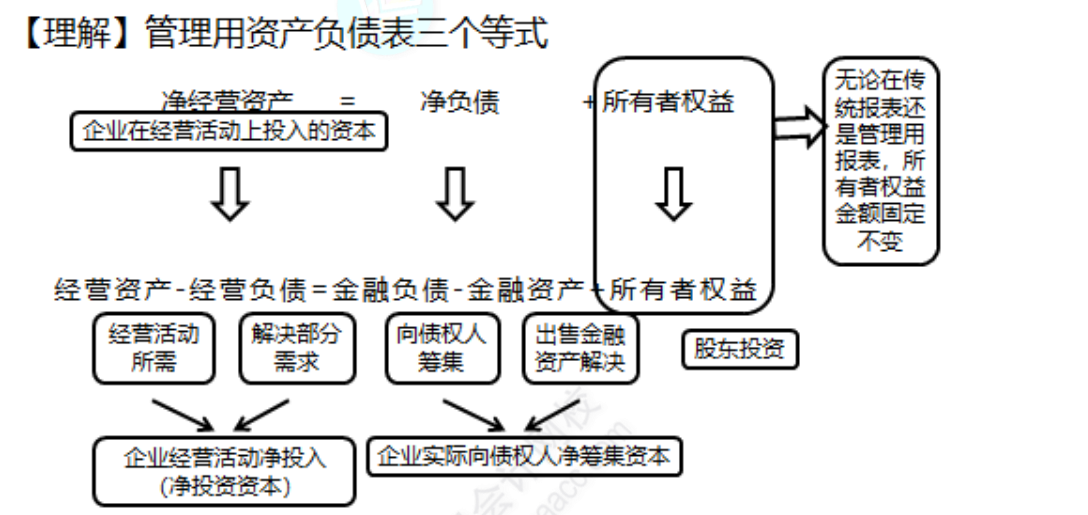 【理解】管理用资产负债表三个等式
净经营资产 = 净负债 + 所有者权益
企业在经营活动上投入的资本
无论在传
统报表还
是管理用
报表，所
有者权益
金额固定
不变
经营资产-经营负债=金融负债-金融资产+所有者权益
经营活动
所需
解决部分
需求
向债权人
筹集
出售金融
资产解决
股东投资
企业经营活动净投入
(净投资资本)
企业实际向债权人净筹集资本